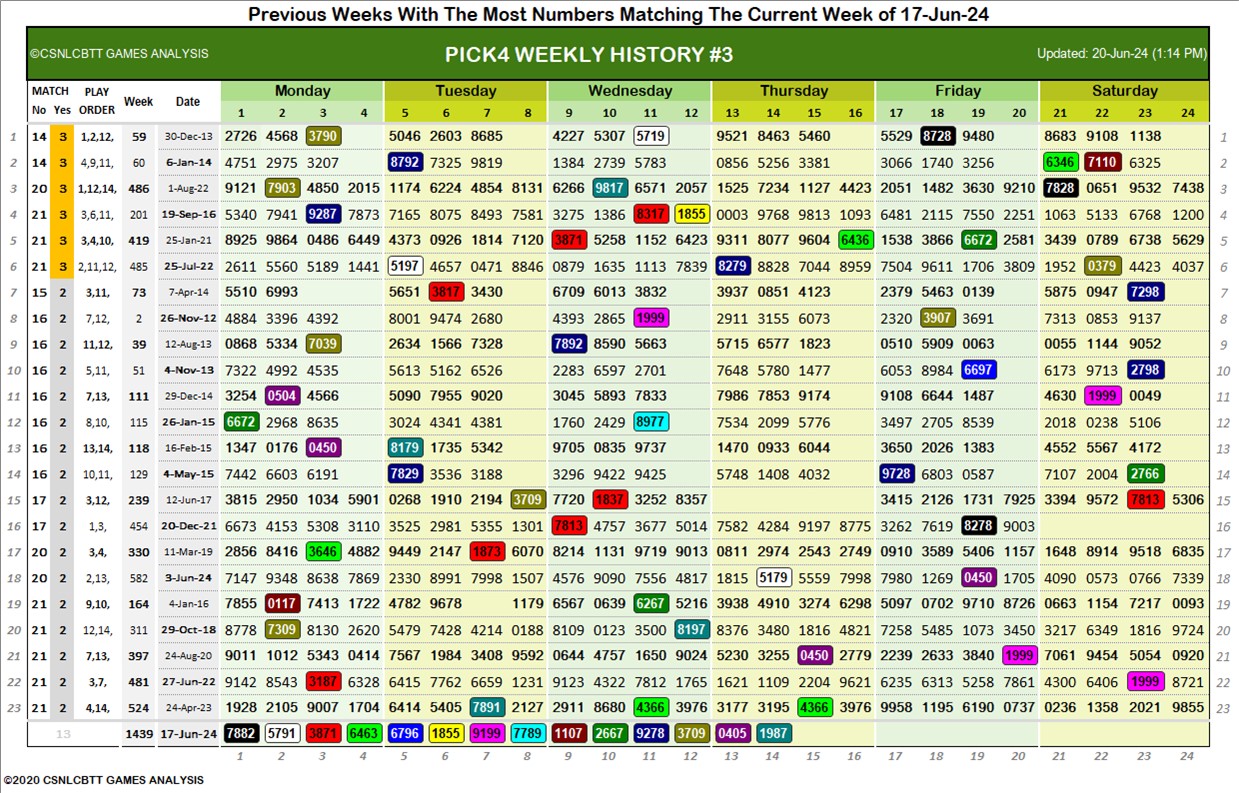 Previous Weeks With The Most Numbers Matching The Current Week of 17-Jun-24
©CSNLCBTT GAMES ANALYSIS PICK4 WEEKLY HISTORY #3 Updated: 20-Jun-24 (1:14 PM)
MATCH PLAY Week Date Monday Tuesday Wednesday Thursday Friday Saturday
No Yes ORDER 1 2 3 4 5 6 7 8 9 10 11 12 13 14 15 16 17 18 19 20 21 22 23 24
1 14 3 1,2,12, 59 30-Dec-13 2726 4568 3790 5046 2603 8685 4227 5307 5719 9521 8463 5460 5529 8728 9480 8683 9108 1138 1
2 14 3 4,9,11, 60 6-Jan-14 4751 2975 3207 8792 7325 9819 1384 2739 5783 0856 5256 3381 3066 1740 3256 6346 7110 6325 2
3 20 3 1,12,14, 486 1-Aug-22 9121 7903 4850 2015 1174 6224 4854 8131 6266 9817 6571 2057 1525 7234 1127 4423 2051 1482 3630 9210 7828 0651 9532 7438 3
4 21 3 3,6,11, 201 19-Sep-16 5340 7941 9287 7873 7165 8075 8493 7581 3275 1386 8317 1855 0003 9768 9813 1093 6481 2115 7550 2251 1063 5133 6768 1200 4
5 21 3 3,4,10, 419 25-Jan-21 8925 9864 0486 6449 4373 0926 1814 7120 3871 5258 1152 6423 9311 8077 9604 6436 1538 3866 6672 2581 3439 0789 6738 5629 5
6 21 3 2,11,12, 485 25-Jul-22 2611 5560 5189 1441 5197 4657 0471 8846 0879 1635 1113 7839 8279 8828 7044 8959 7504 9611 1706 3809 1952 0379 4423 4037 6
7 15 2 3,11, 73 7-Apr-14 5510 6993 5651 3817 3430 6709 6013 3832 3937 0851 4123 2379 5463 0139 5875 0947 7298 7
8 16 2 7,12, 2 26-Nov-12 4884 3396 4392 8001 9474 2680 4393 2865 1999 2911 3155 6073 2320 3907 3691 7313 0853 9137 8
9 16 2 11,12, 39 12-Aug-13 0868 5334 7039 2634 1566 7328 7892 8590 5663 5715 6577 1823 0510 5909 0063 0055 1144 9052 9
10 16 2 5,11, 51 4-Nov-13 7322 4992 4535 5613 5162 6526 2283 6597 2701 7648 5780 1477 6053 8984 6697 6173 9713 2798 10
11 16 2 7,13, 111 29-Dec-14 3254 0504 4566 5090 7955 9020 3045 5893 7833 7986 7853 9174 9108 6644 1487 4630 1999 0049 11
12 16 2 8,10, 115 26-Jan-15 6672 2968 8635 3024 4341 4381 1760 2429 8977 7534 2099 5776 3497 2705 8539 2018 0238 5106 12
13 16 2 13,14, 118 16-Feb-15 1347 0176 0450 8179 1735 5342 9705 0835 9737 1470 0933 6044 3650 2026 1383 4552 5567 4172 13
14 16 2 10,11, 129 4-May-15 7442 6603 6191 7829 3536 3188 3296 9422 9425 5748 1408 4032 9728 6803 0587 7107 2004 2766 14
15 17 2 3,12, 239 12-Jun-17 3815 2950 1034 5901 0268 1910 2194 3709 7720 1837 3252 8357 3415 2126 1731 7925 3394 9572 7813 5306 15
16 17 2 1,3, 454 20-Dec-21 6673 4153 5308 3110 3525 2981 5355 1301 7813 4757 3677 5014 7582 4284 9197 8775 3262 7619 8278 9003 16
17 20 2 3,4, 330 11-Mar-19 2856 8416 3646 4882 9449 2147 1873 6070 8214 1131 9719 9013 0811 2974 2543 2749 0910 3589 5406 1157 1648 8914 9518 6835 17
18 20 2 2,13, 582 3-Jun-24 7147 9348 8638 7869 2330 8991 7998 1507 4576 9090 7556 4817 1815 5179 5559 7998 7980 1269 0450 1705 4090 0573 0766 7339 18
19 21 2 9,10, 164 4-Jan-16 7855 0117 7413 1722 4782 9678 1179 6567 0639 6267 5216 3938 4910 3274 6298 5097 0702 9710 8726 0663 1154 7217 0093 19
20 21 2 12,14, 311 29-Oct-18 8778 7309 8130 2620 5479 7428 4214 0188 8109 0123 3500 8197 8376 3480 1816 4821 7258 5485 1073 3450 3217 6349 1816 9724 20
21 21 2 7,13, 397 24-Aug-20 9011 1012 5343 0414 7567 1984 3408 9592 0644 4757 1650 9024 5230 3255 0450 2779 2239 2633 3840 1999 7061 9454 5054 0920 21
22 21 2 3,7, 481 27-Jun-22 9142 8543 3187 6328 6415 7762 6659 1231 9123 4322 7812 1765 1621 1109 2204 9621 6235 6313 5258 7861 4300 6406 1999 8721 22
23 21 2 4,14, 524 24-Apr-23 1928 2105 9007 1704 6414 5405 7891 2127 2911 8680 4366 3976 3177 3195 4366 3976 9958 1195 6190 0737 0236 1358 2021 9855 23
13 1439 17-Jun-24 7882 5791 3871 6463 6796 1855 9199 7789 1107 2667 9278 3709 0405 1987
1 2 3 4 5 6 7 8 9 10 11 12 13 14 15 16 17 18 19 20 21 22 23 24
©2020 CSNLCBTT GAMES ANALYSIS